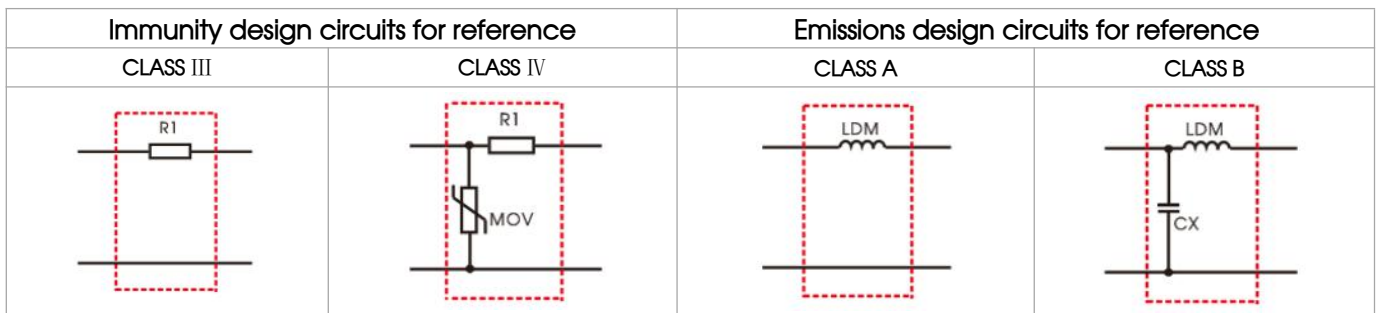 Immunity design circuits for reference
Emissions design circuits for reference
CLASS III
CLASS IV
CLASS A
CLASS B
R1
R1
MOV
LDM
LDM
CX